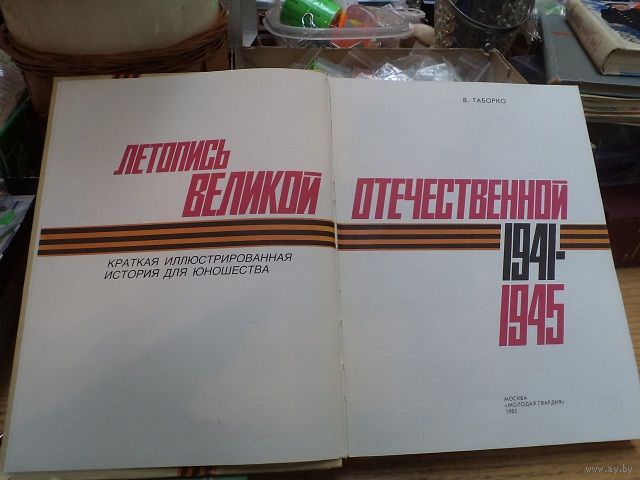 ЛЕТОПИСЬ
ВЕЛИКОЙ
КРАТКАЯ ИЛЛЮСТРИРОВАННАЯ
ИСТОРИЯ ДЛЯ ЮНОШЕСТВА
В. ТАБОРКО
ОТЕЧЕСТВЕННОЙ
1941-
1945
МОСКВА
«МОЛОДАЯ ГВАРДИЯ»
1985
www.ay.by